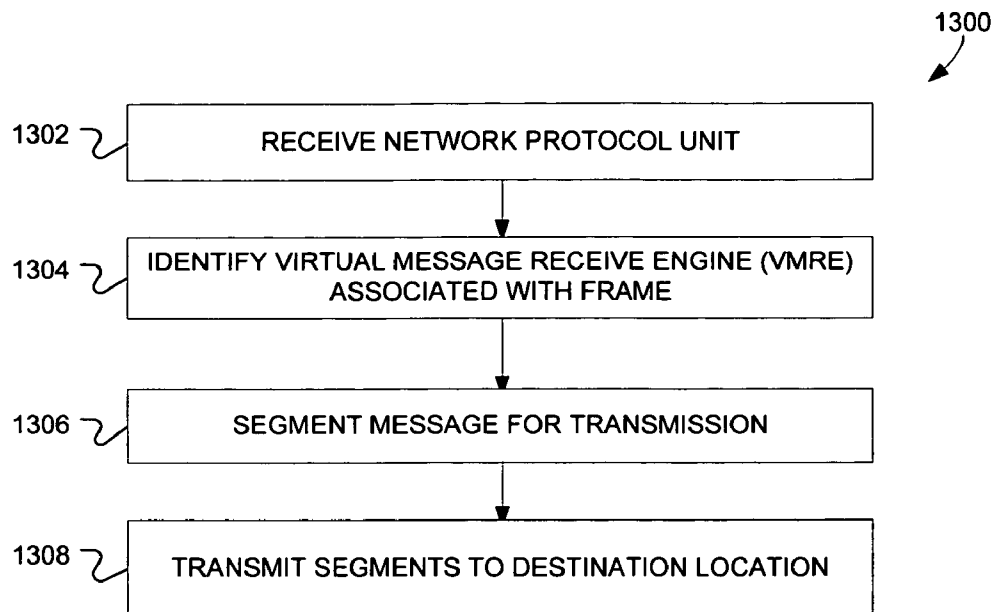 1300
1302
RECEIVE NETWORK PROTOCOL UNIT
1304
IDENTIFY VIRTUAL MESSAGE RECEIVE ENGINE (VMRE)
ASSOCIATED WITH FRAME
1306
SEGMENT MESSAGE FOR TRANSMISSION
1308
TRANSMIT SEGMENTS TO DESTINATION LOCATION